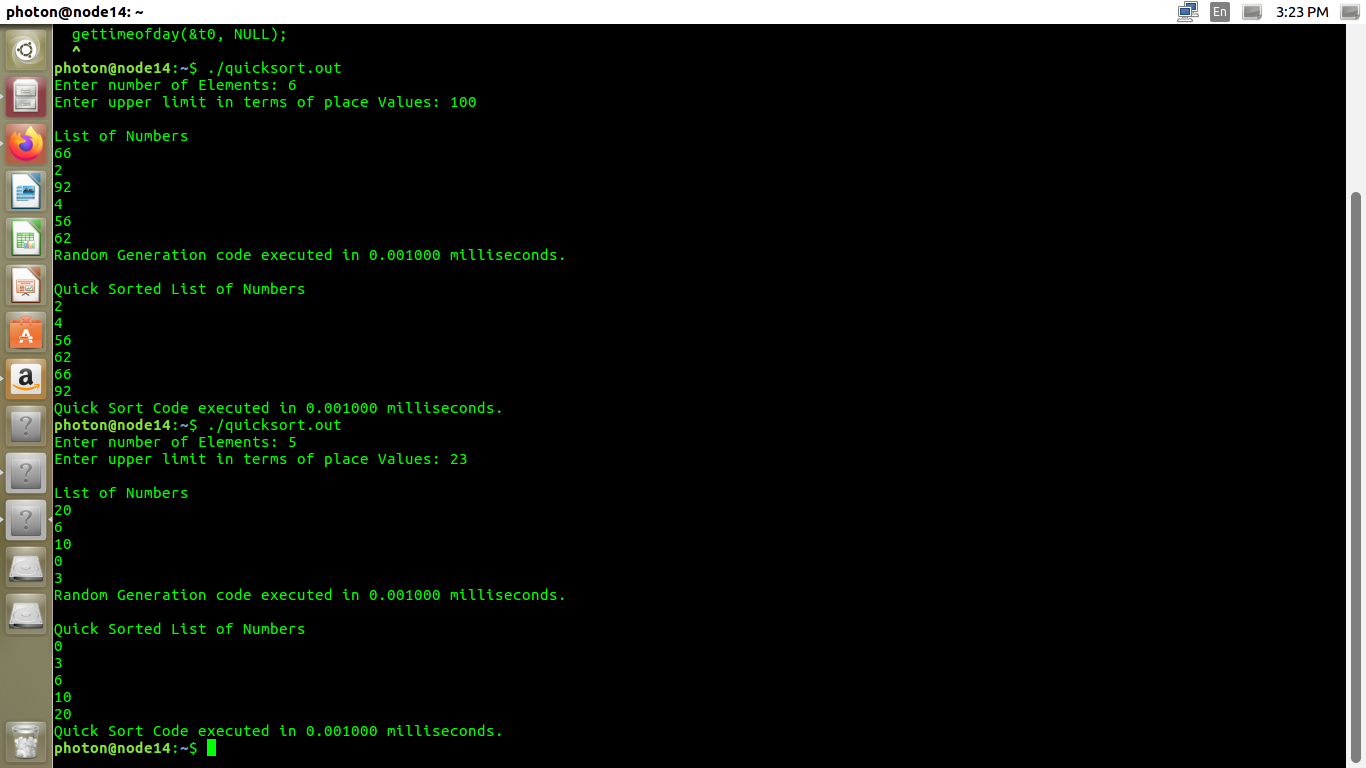 photon@node14: ~
En
3:23 PM
gettimeofday(&t0, NULL);
^
photon@node14:~$ ./quicksort.out
Enter number of Elements: 6
Enter upper limit in terms of place Values: 100
List of Numbers
66
2
92
4
56
62
Random Generation code executed in 0.001000 milliseconds.
Quick Sorted List of Numbers
2
4
56
62
66
92
Quick Sort Code executed in 0.001000 milliseconds.
photon@node14:~$ ./quicksort.out
Enter number of Elements: 5
Enter upper limit in terms of place Values: 23
List of Numbers
20
6
10
0
3
Random Generation code executed in 0.001000 milliseconds.
Quick Sorted List of Numbers
0
3
6
10
20
Quick Sort Code executed in 0.001000 milliseconds.
photon@node14:~$